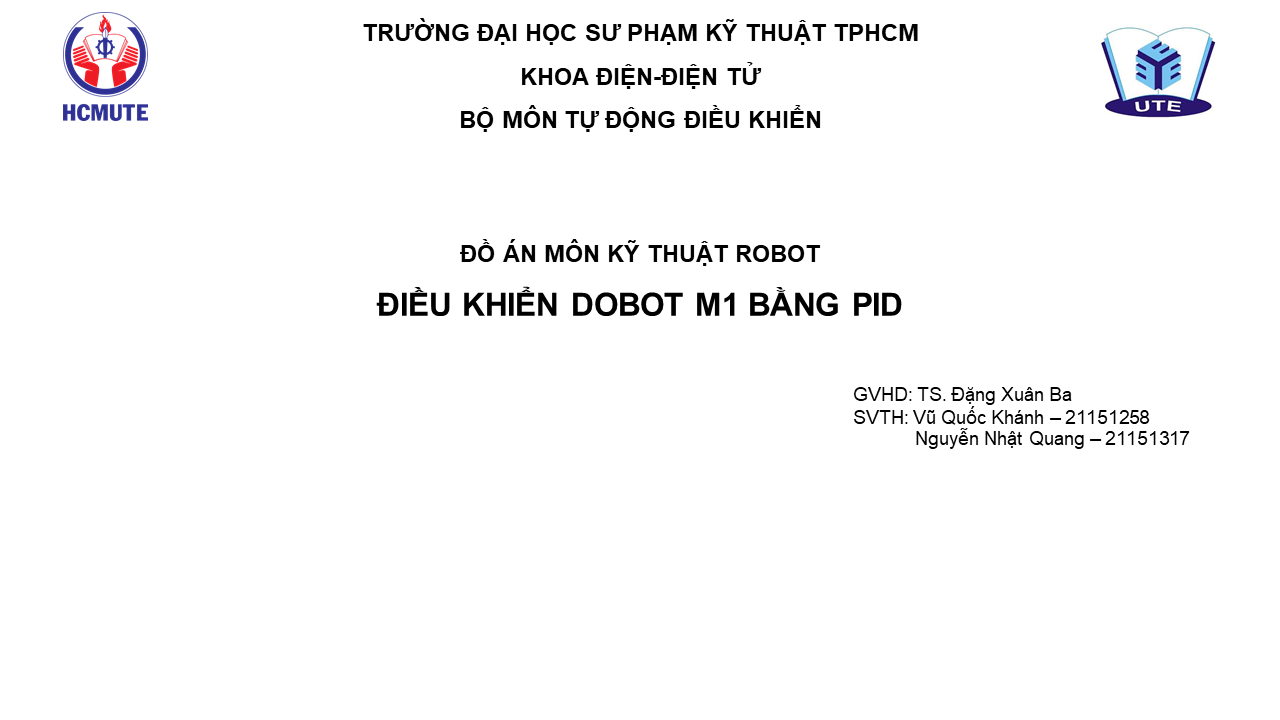 TRƯỜNG ĐẠI HỌC SƯ PHẠM KỸ THUẬT TPHCM
KHOA ĐIỆN-ĐIỆN TỬ
BỘ MÔN TỰ ĐỘNG ĐIỀU KHIỂN
HCMUTE
UTE
ĐỒ ÁN MÔN KỸ THUẬT ROBOT
ĐIỀU KHIỂN DOBOT M1 BẰNG PID
GVHD: TS. Đặng Xuân Ba
SVTH: Vũ Quốc Khánh – 21151258
Nguyễn Nhật Quang – 21151317